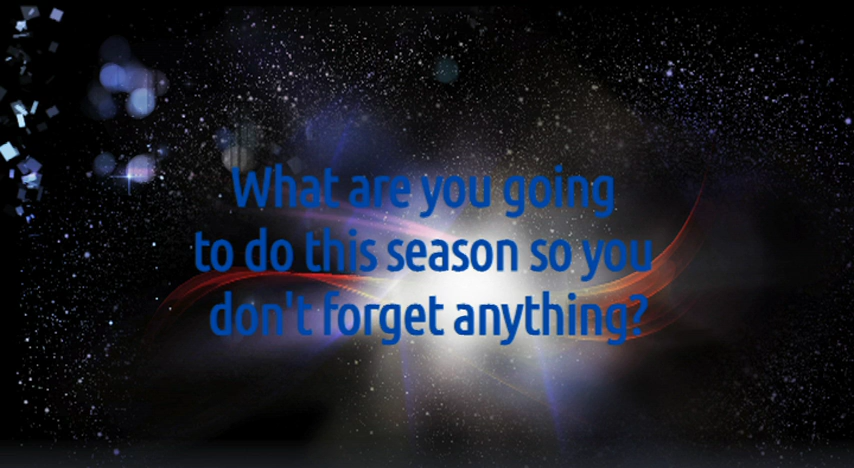 What are you going
to do this season so you
don't forget anything?